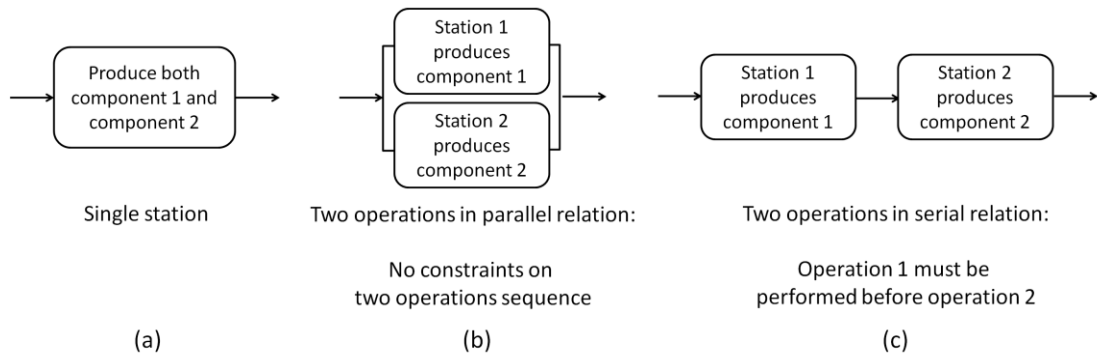 Produce both
component 1 and
component 2
Single station
(a)
Station 1
produces
component 1
Station 2
produces
component 2
Two operations in parallel relation:
No constraints on
two operations sequence
(b)
Station 1
produces
component 1
Station 2
produces
component 2
Two operations in serial relation:
Operation 1 must be
performed before operation 2
(c)